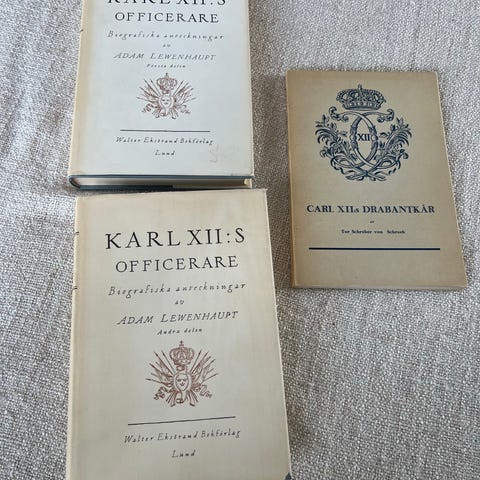 KARL XII:S
OFFICERARE
Biografiska anteckningar
av
ADAM LEWENHAUPT
Första delen
Walter Ekstrand Bokförlag
Lund
XII
CARL XII:s DRABANTKÅR
av
Tor Schreber von Schreeb
KARL XII:S
OFFICERARE
Biografiska anteckningar
av
ADAM LEWENHAUPT
Andra delen
Walter Ekstrand Bokförlag
Lund